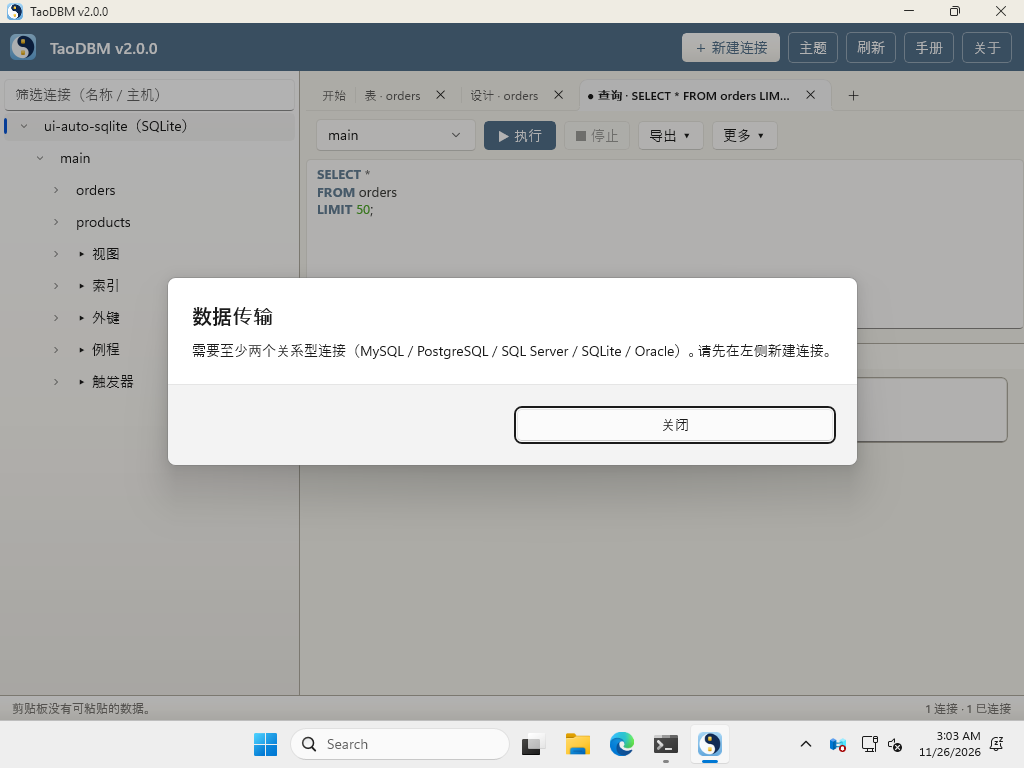 TaoDBM v2.0.0
TaoDBM v2.0.0
+ 新建连接
主题
刷新
手册
关于
筛选连接（名称 / 主机）
开始
表 · orders
设计 · orders
● 查询 · SELECT * FROM orders LIM...
ui-auto-sqlite（SQLite）
main
orders
products
视图
索引
外键
例程
触发器
main
执行
停止
导出
更多
SELECT *
FROM orders
LIMIT 50;
数据传输
需要至少两个关系型连接（MySQL / PostgreSQL / SQL Server / SQLite / Oracle）。请先在左侧新建连接。
关闭
剪贴板没有可粘贴的数据。
1 连接 · 1 已连接
Search
3:03 AM
11/26/2026